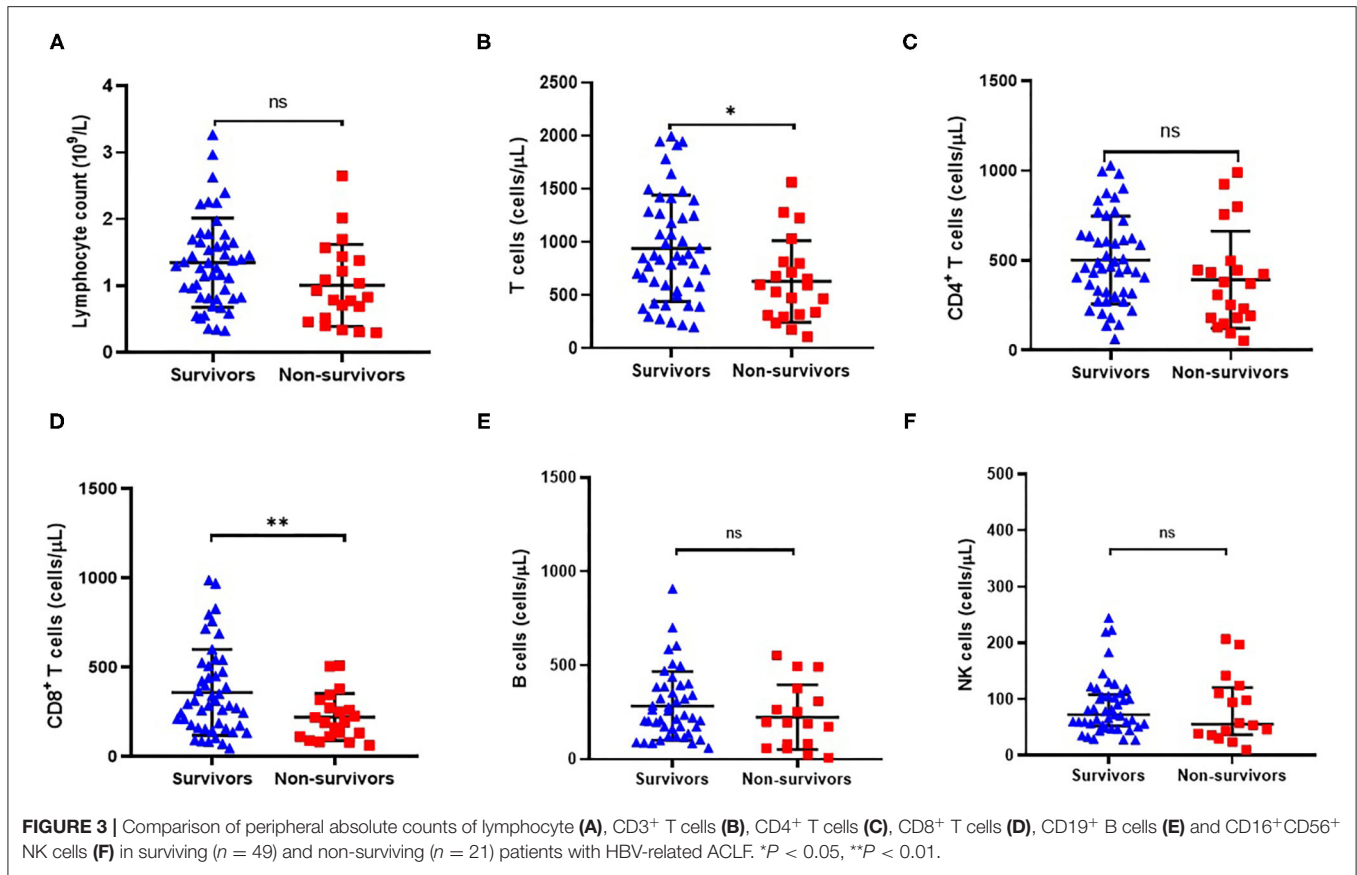 A
Lymphocyte count (10⁹/L)
4
3
2
1
0
ns
Survivors Non-survivors
B
T cells (cells/μL)
2500
2000
1500
1000
500
0
*
Survivors Non-survivors
C
CD4⁺ T cells (cells/μL)
1500
1000
500
0
ns
Survivors Non-survivors
D
CD8⁺ T cells (cells/μL)
1500
1000
500
0
**
Survivors Non-survivors
E
B cells (cells/μL)
1500
1000
500
0
ns
Survivors Non-survivors
F
NK cells (cells/μL)
500
400
300
200
100
0
ns
Survivors Non-survivors
FIGURE 3 | Comparison of peripheral absolute counts of lymphocyte (A), CD3⁺ T cells (B), CD4⁺ T cells (C), CD8⁺ T cells (D), CD19⁺ B cells (E) and CD16⁺CD56⁺
NK cells (F) in surviving (n = 49) and non-surviving (n = 21) patients with HBV-related ACLF. *P < 0.05, **P < 0.01.